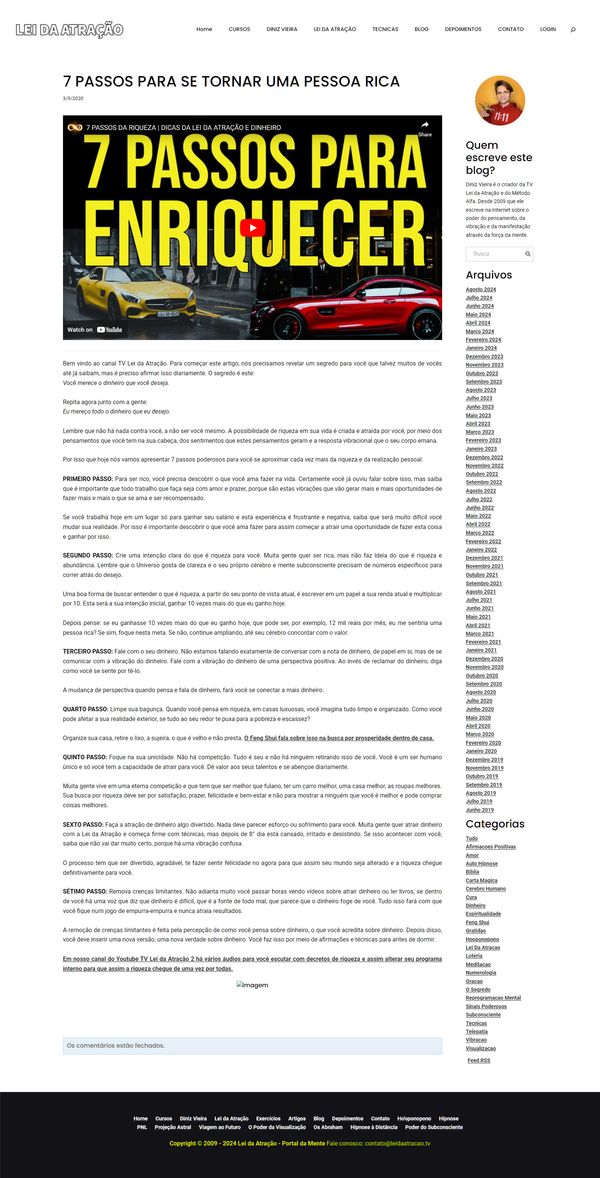 LEI DA ATRAÇÃO
Home CURSOS DINIZ VIEIRA LEI DA ATRAÇÃO TECNICAS BLOG DEPOIMENTOS CONTATO LOGIN
7 PASSOS PARA SE TORNAR UMA PESSOA RICA
3/9/2020
7 PASSOS DA RIQUEZA | DICAS DA LEI DA ATRAÇÃO E DINHEIRO
Share
7 PASSOS PARA
ENRIQUECER
Watch on YouTube
Bem vindo ao canal TV Lei da Atração. Para começar este artigo, nós precisamos revelar um segredo para você que talvez muitos de vocês
até já saibam, mas é preciso afirmar isso diariamente. O segredo é este:
Você merece o dinheiro que você deseja.
Repita agora junto com a gente:
Eu mereço todo o dinheiro que eu desejo.
Lembre que não há nada contra você, a não ser você mesmo. A possibilidade de riqueza em sua vida é criada e atraída por você, por meio dos
pensamentos que você tem na sua cabeça, dos sentimentos que estes pensamentos geram e a resposta vibracional que o seu corpo emana.
Por isso que hoje nós vamos apresentar 7 passos poderosos para você se aproximar cada vez mais da riqueza e da realização pessoal.
PRIMEIRO PASSO: Para ser rico, você precisa descobrir o que você ama fazer na vida. Certamente você já ouviu falar sobre isso, mas saiba
que é importante que todo trabalho que faça seja com amor e prazer, porque são estas vibrações que vão gerar mais e mais oportunidades de
fazer mais e mais o que se ama e ser recompensado.
Se você trabalha hoje em um lugar só para ganhar seu salário e esta experiência é frustrante e negativa, saiba que será muito difícil você
mudar sua realidade. Por isso é importante descobrir o que você ama fazer para assim começar a atrair uma oportunidade de fazer esta coisa
e ganhar por isso.
SEGUNDO PASSO: Crie uma intenção clara do que é riqueza para você. Muita gente quer ser rica, mas não faz ideia do que é riqueza e
abundância. Lembre que o Universo gosta de clareza e o seu próprio cérebro e mente subconsciente precisam de números específicos para
correr atrás do desejo.
Uma boa forma de buscar entender o que é riqueza, a partir do seu ponto de vista atual, é escrever em um papel a sua renda atual e multiplicar
por 10. Esta será a sua intenção inicial, ganhar 10 vezes mais do que eu ganho hoje.
Depois pense: se eu ganhasse 10 vezes mais do que eu ganho hoje, que pode ser, por exemplo, 12 mil reais por mês, eu me sentiria uma
pessoa rica? Se sim, foque nesta meta. Se não, continue ampliando, até seu cérebro concordar com o valor.
TERCEIRO PASSO: Fale com o seu dinheiro. Não estamos falando exatamente de conversar com a nota de dinheiro, de papel em si, mas de se
comunicar com a vibração do dinheiro. Fale com a vibração do dinheiro de uma perspectiva positiva. Ao invés de reclamar do dinheiro, diga
como você se sente por tê-lo.
A mudança de perspectiva quando pensa e fala de dinheiro, fará você se conectar a mais dinheiro.
QUARTO PASSO: Limpe sua bagunça. Quando você pensa em riqueza, em casas luxuosas, você imagina tudo limpo e organizado. Como você
pode afetar a sua realidade exterior, se tudo ao seu redor te puxa para a pobreza e escassez?
Organize sua casa, retire o lixo, a sujeira, o que é velho e não presta. O Feng Shui fala sobre isso na busca por prosperidade dentro de casa.
QUINTO PASSO: Foque na sua unicidade. Não há competição. Tudo é seu e não há ninguém retirando isso de você. Você é um ser humano
único e só você tem a capacidade de atrair para você. Dê valor aos seus talentos e se abençoe diariamente.
Muita gente vive em uma eterna competição e que tem que ser melhor que fulano, ter um carro melhor, uma casa melhor, as roupas melhores.
Sua busca por riqueza deve ser por satisfação, prazer, felicidade e bem-estar e não para mostrar a ninguém que você é melhor e pode comprar
coisas melhores.
SEXTO PASSO: Faça a atração de dinheiro algo divertido. Nada deve parecer esforço ou sofrimento para você. Muita gente quer atrair dinheiro
com a Lei da Atração e começa firme com técnicas, mas depois de 8° dia está cansado, irritado e desistindo. Se isso acontecer com você,
saiba que não vai dar muito certo, porque há uma vibração confusa.
O processo tem que ser divertido, agradável, te fazer sentir felicidade no agora para que assim seu mundo seja alterado e a riqueza chegue
definitivamente para você.
SÉTIMO PASSO: Remova crenças limitantes. Não adianta muito você passar horas vendo vídeos sobre atrair dinheiro ou ler livros, se dentro
de você há uma voz que diz que dinheiro é difícil, que é a fonte de todo mal, que parece que o dinheiro foge de você. Tudo isso fará com que
você fique num jogo de empurra-empurra e nunca atraia resultados.
A remoção de crenças limitantes é feita pela percepção de como você pensa sobre dinheiro, o que você acredita sobre dinheiro. Depois disso,
você deve inserir uma nova versão, uma nova verdade sobre dinheiro. Você faz isso por meio de afirmações e técnicas para antes de dormir.
Em nosso canal do Youtube TV Lei da Atração 2 há vários áudios para você escutar com decretos de riqueza e assim alterar seu programa
interno para que assim a riqueza chegue de uma vez por todas.
Imagem
Os comentários estão fechados.
11:11
Quem
escreve este
blog?
Diniz Vieira é o criador da TV
Lei da Atração e do Método
Alfa. Desde 2009 que ele
escreve na Internet sobre o
poder do pensamento, da
vibração e da manifestação
através da força da mente.
Busca
Arquivos
Agosto 2024
Julho 2024
Junho 2024
Maio 2024
Abril 2024
Março 2024
Fevereiro 2024
Janeiro 2024
Dezembro 2023
Novembro 2023
Outubro 2023
Setembro 2023
Agosto 2023
Julho 2023
Junho 2023
Maio 2023
Abril 2023
Março 2023
Fevereiro 2023
Janeiro 2023
Dezembro 2022
Novembro 2022
Outubro 2022
Setembro 2022
Agosto 2022
Julho 2022
Junho 2022
Maio 2022
Abril 2022
Março 2022
Fevereiro 2022
Janeiro 2022
Dezembro 2021
Novembro 2021
Outubro 2021
Setembro 2021
Agosto 2021
Julho 2021
Junho 2021
Maio 2021
Abril 2021
Março 2021
Fevereiro 2021
Janeiro 2021
Dezembro 2020
Novembro 2020
Outubro 2020
Setembro 2020
Agosto 2020
Julho 2020
Junho 2020
Maio 2020
Abril 2020
Março 2020
Fevereiro 2020
Janeiro 2020
Dezembro 2019
Novembro 2019
Outubro 2019
Setembro 2019
Agosto 2019
Julho 2019
Junho 2019
Categorias
Tudo
Afirmacoes Positivas
Amor
Auto Hipnose
Biblia
Carta Magica
Cerebro Humano
Cura
Dinheiro
Espiritualidade
Feng Shui
Gratidao
Hooponopono
Lei Da Atracao
Loteria
Meditacao
Numerologia
Oracao
O Segredo
Reprogramacao Mental
Sinais Poderosos
Subconsciente
Tecnicas
Telepatia
Vibracao
Visualizacao
Feed RSS
Home Cursos Diniz Vieira Lei da Atração Exercícios Artigos Blog Depoimentos Contato Ho'oponopono Hipnose
PNL Projeção Astral Viagem ao Futuro O Poder da Visualização Os Abraham Hipnose à Distância Poder do Subconsciente
Copyright © 2009 - 2024 Lei da Atração - Portal da Mente Fale conosco: contato@leidaatracao.tv